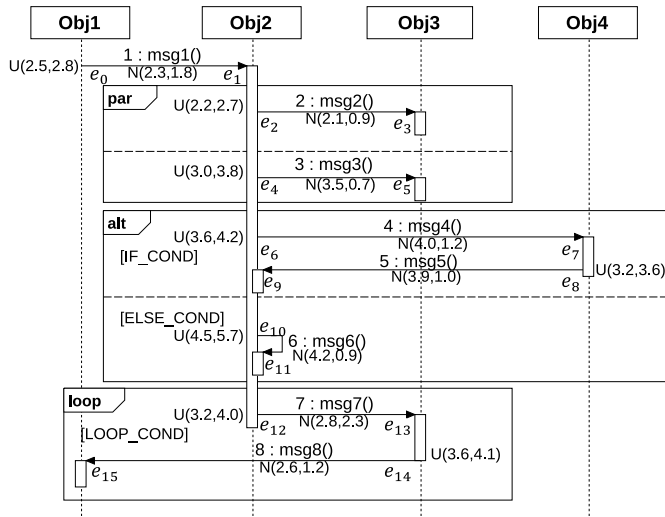 Obj1 Obj2 Obj3 Obj4
1 : msg1()
U(2.5,2.8) e0 N(2.3,1.8) e1
par
U(2.2,2.7) 2 : msg2()
e2 N(2.1,0.9) e3
U(3.0,3.8) 3 : msg3()
e4 N(3.5,0.7) e5
alt
U(3.6,4.2) 4 : msg4()
[IF_COND] e6 N(4.0,1.2) e7
5 : msg5() U(3.2,3.6)
e9 N(3.9,1.0) e8
[ELSE_COND] e10
U(4.5,5.7) 6 : msg6()
e11 N(4.2,0.9)
loop
U(3.2,4.0) 7 : msg7()
[LOOP_COND] e12 N(2.8,2.3) e13
8 : msg8() U(3.6,4.1)
e15 N(2.6,1.2) e14